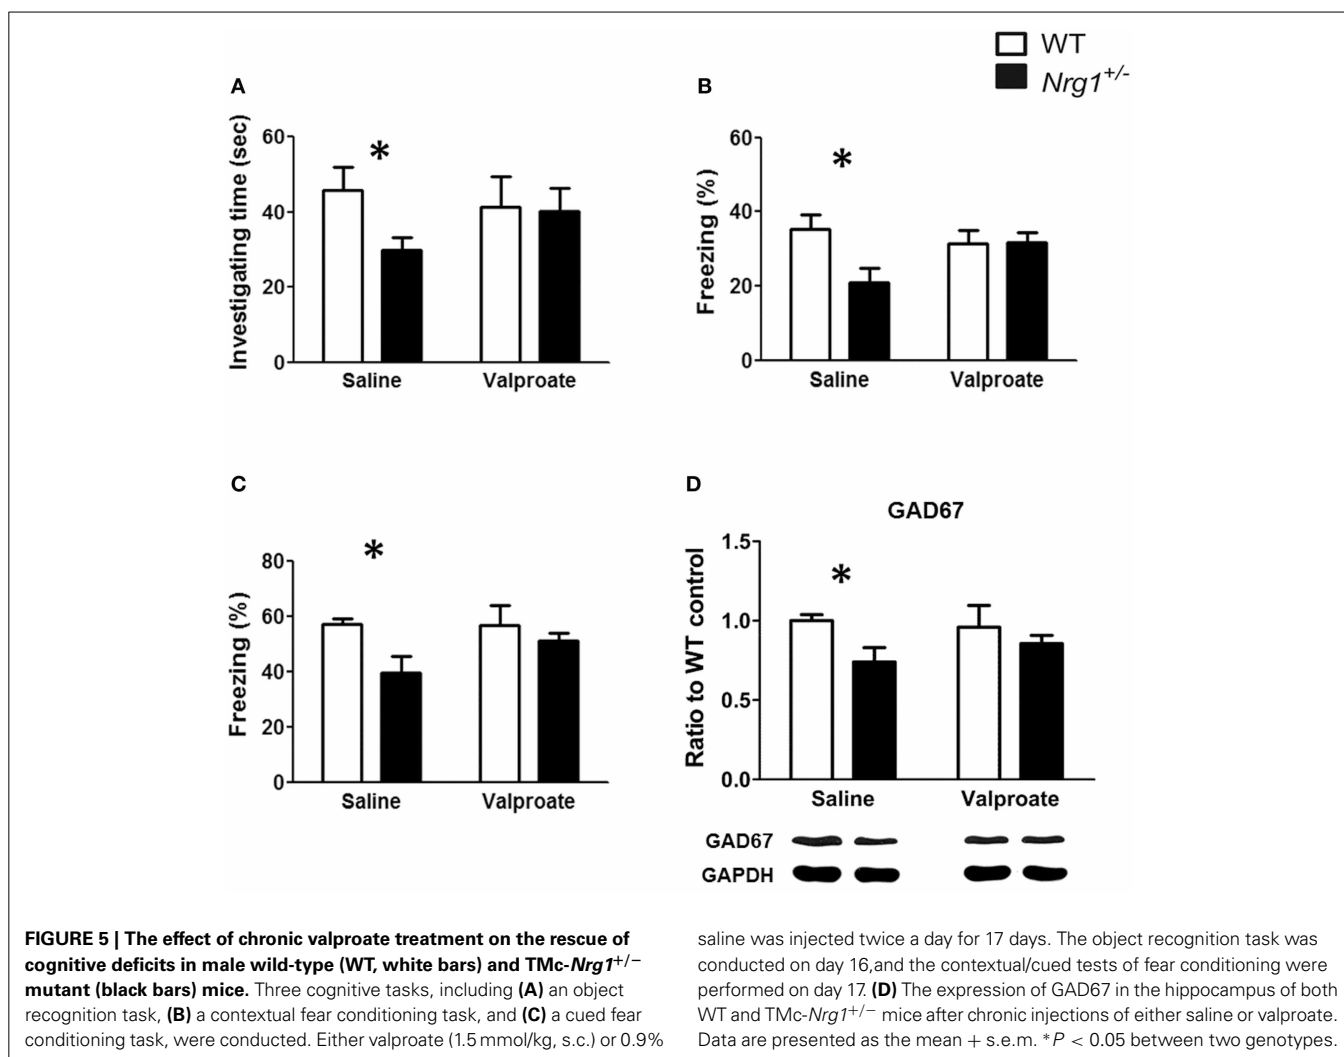 WT
Nrg1+/-
A
B
Investigating time (sec)
60
40
20
0
*
Saline
Valproate
Freezing (%)
60
40
20
0
*
Saline
Valproate
C
D
Freezing (%)
80
60
40
20
0
*
Saline
Valproate
GAD67
Ratio to WT control
1.5
1.0
0.5
0.0
*
Saline
Valproate
GAD67
GAPDH
FIGURE 5 | The effect of chronic valproate treatment on the rescue of
cognitive deficits in male wild-type (WT, white bars) and TMc-Nrg1+/−
mutant (black bars) mice. Three cognitive tasks, including (A) an object
recognition task, (B) a contextual fear conditioning task, and (C) a cued fear
conditioning task, were conducted. Either valproate (1.5 mmol/kg, s.c.) or 0.9%
saline was injected twice a day for 17 days. The object recognition task was
conducted on day 16,and the contextual/cued tests of fear conditioning were
performed on day 17. (D) The expression of GAD67 in the hippocampus of both
WT and TMc-Nrg1+/− mice after chronic injections of either saline or valproate.
Data are presented as the mean + s.e.m. *P < 0.05 between two genotypes.